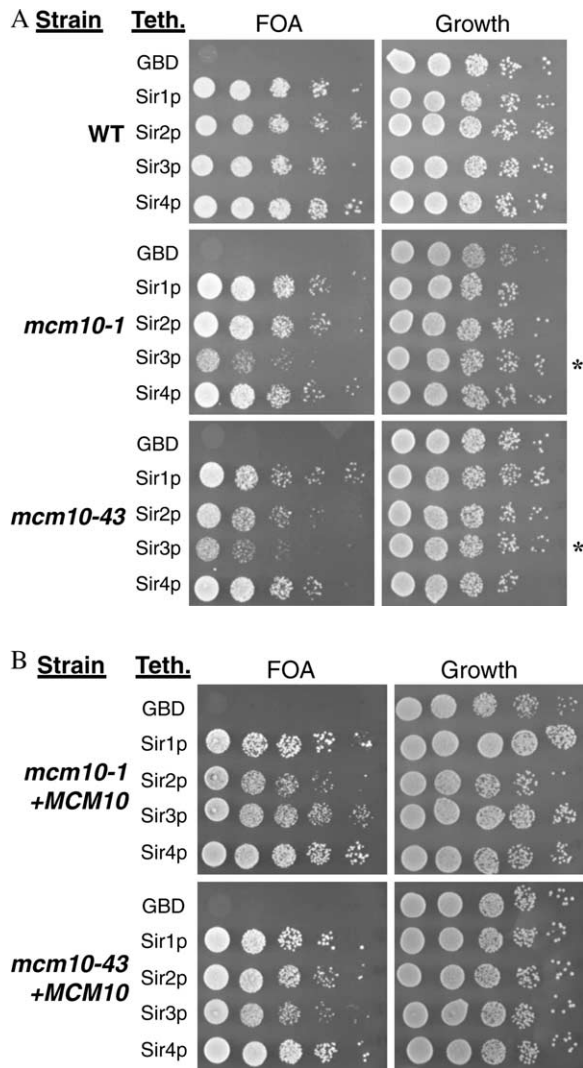 A Strain Teth. FOA Growth
GBD
Sir1p
WT Sir2p
Sir3p
Sir4p
GBD
Sir1p
mcm10-1 Sir2p
Sir3p *
Sir4p
GBD
Sir1p
mcm10-43 Sir2p
Sir3p *
Sir4p
B Strain Teth. FOA Growth
GBD
Sir1p
mcm10-1 Sir2p
+MCM10 Sir3p
Sir4p
GBD
Sir1p
mcm10-43 Sir2p
+MCM10 Sir3p
Sir4p